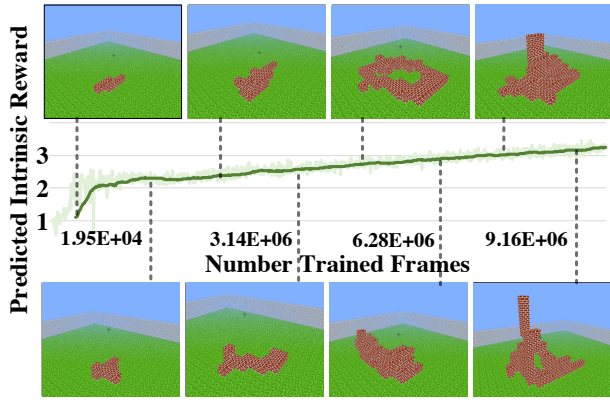 Predicted Intrinsic Reward
3
2
1
1.95E+04 3.14E+06 6.28E+06 9.16E+06
Number Trained Frames